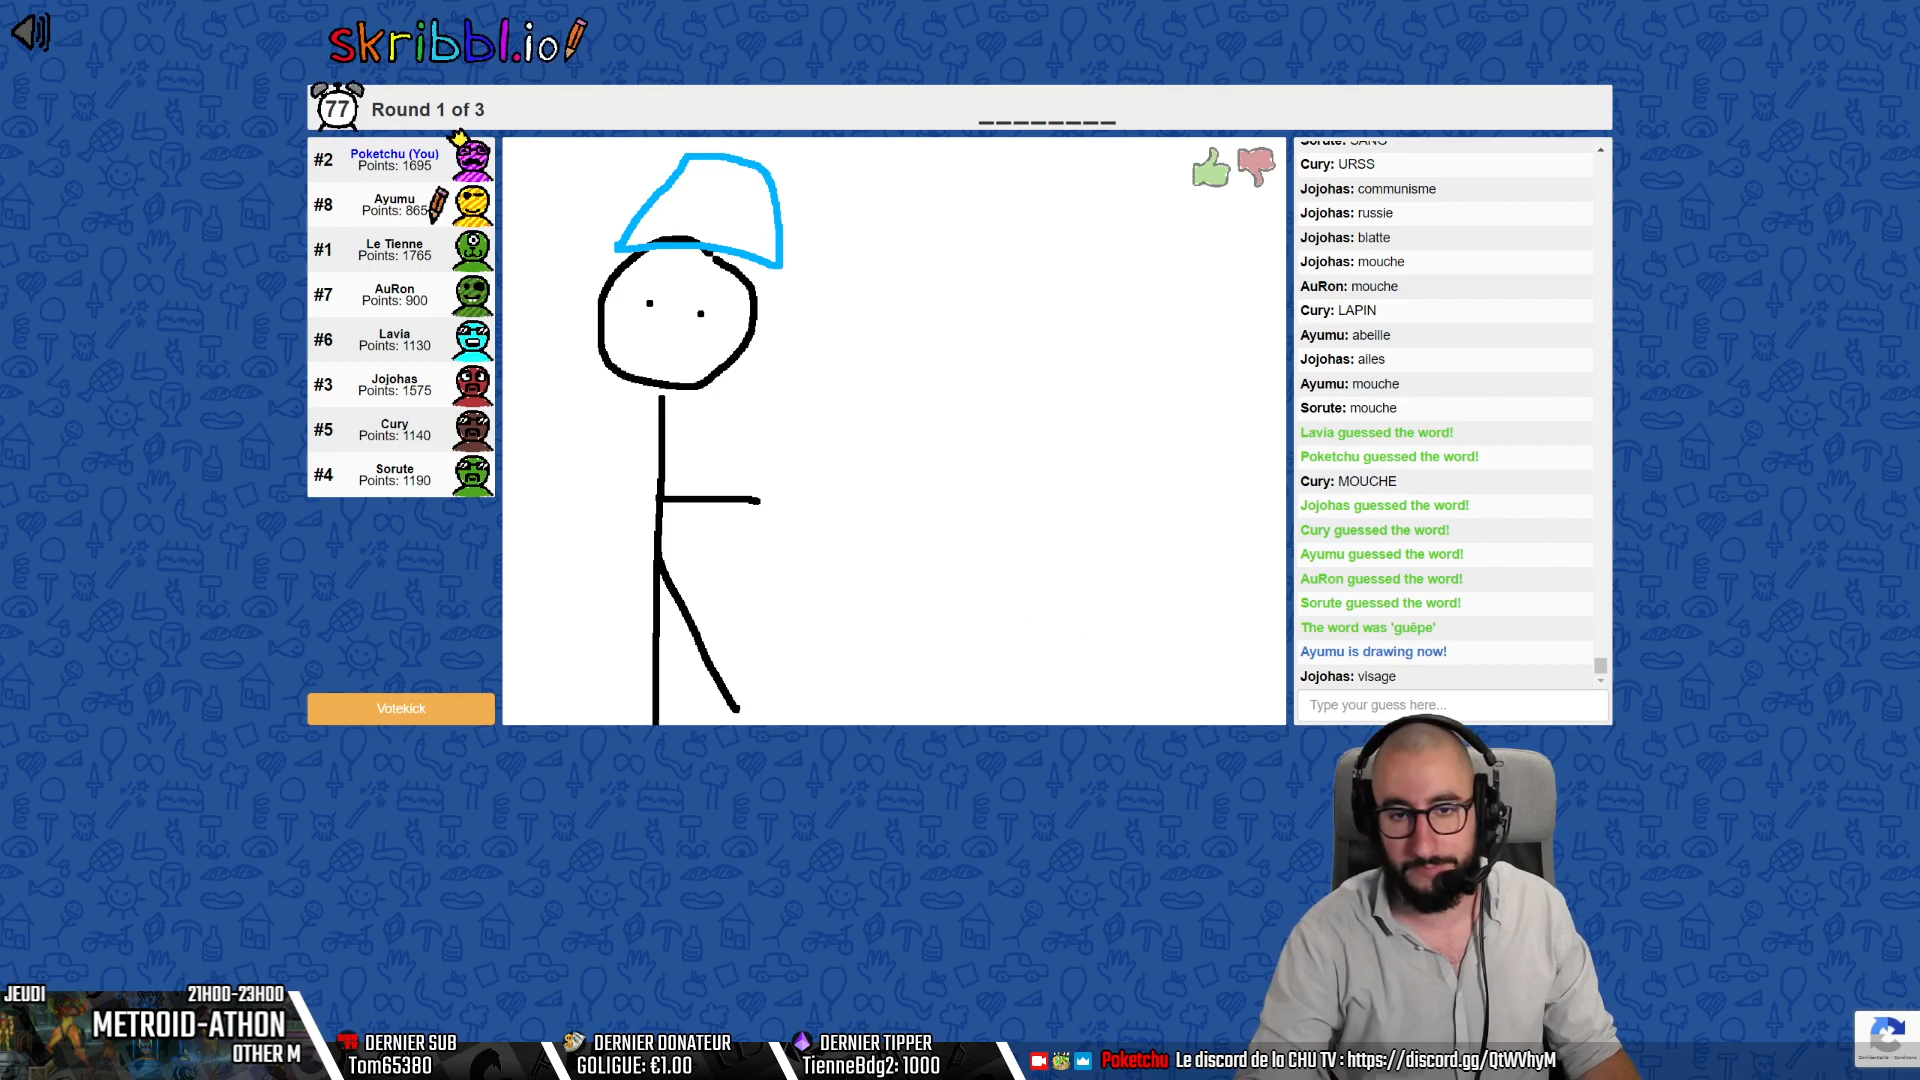 skribbl.io
77
Round 1 of 3
________
#2
Poketchu (You)
Points: 1695
#8
Ayumu
Points: 865
#1
Le Tienne
Points: 1765
#7
AuRon
Points: 900
#6
Lavia
Points: 1130
#3
Jojohas
Points: 1575
#5
Cury
Points: 1140
#4
Sorute
Points: 1190
Votekick
Sorute: SANG
Cury: URSS
Jojohas: communisme
Jojohas: russie
Jojohas: blatte
Jojohas: mouche
AuRon: mouche
Cury: LAPIN
Ayumu: abeille
Jojohas: ailes
Ayumu: mouche
Sorute: mouche
Lavia guessed the word!
Poketchu guessed the word!
Cury: MOUCHE
Jojohas guessed the word!
Cury guessed the word!
Ayumu guessed the word!
AuRon guessed the word!
Sorute guessed the word!
The word was 'guêpe'
Ayumu is drawing now!
Jojohas: visage
Type your guess here...
JEUDI
21H00-23H00
METROID-ATHON
OTHER M
DERNIER SUB
Tom65380
DERNIER DONATEUR
GOLIGUE: €1.00
DERNIER TIPPER
TienneBdg2: 1000
Poketchu Le discord de la CHU TV : https://discord.gg/QtWVhyM